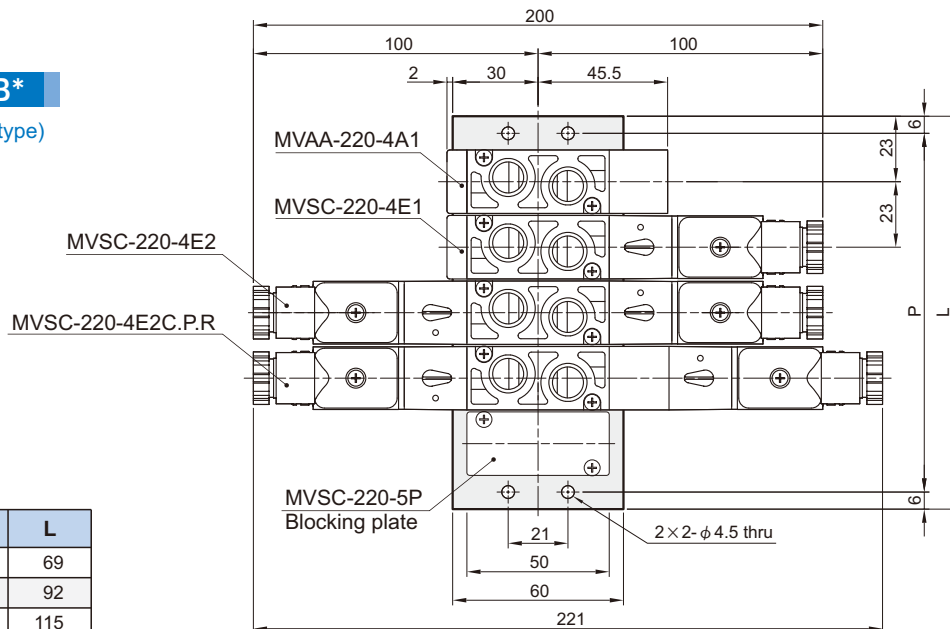 200
100
100
2
30
45.5
B*
type)
6
23
23
MVAA-220-4A1
MVSC-220-4E1
MVSC-220-4E2
MVSC-220-4E2C.P.R
P
L
MVSC-220-5P
Blocking plate
6
21
2×2-ϕ4.5 thru
50
60
221
L
69
92
115